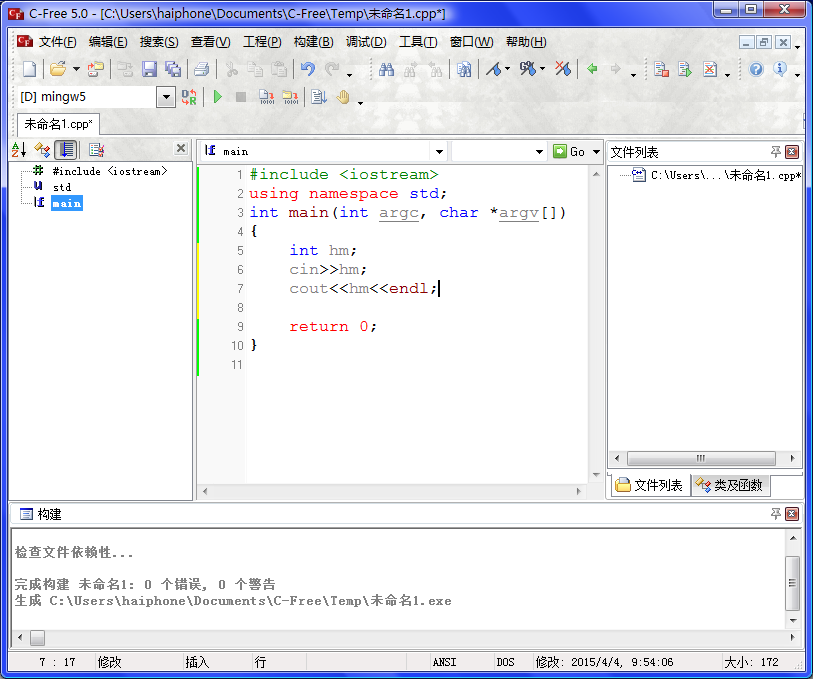 C-Free 5.0 - [C:\Users\haiphone\Documents\C-Free\Temp\未命名1.cpp*]
文件(F) 编辑(E) 搜索(S) 查看(V) 工程(P) 构建(B) 调试(D) 工具(T) 窗口(W) 帮助(H)
[D] mingw5
未命名1.cpp*
main
Go
文件列表
#include <iostream>
std
main
C:\Users\...\未命名1.cpp*
1 #include <iostream>
2 using namespace std;
3 int main(int argc, char *argv[])
4 {
5 int hm;
6 cin>>hm;
7 cout<<hm<<endl;
8
9 return 0;
10 }
11
文件列表 类及函数
构建
检查文件依赖性...
完成构建 未命名1: 0 个错误, 0 个警告
生成 C:\Users\haiphone\Documents\C-Free\Temp\未命名1.exe
7 : 17 修改 插入 行 ANSI DOS 修改: 2015/4/4, 9:54:06 大小: 172